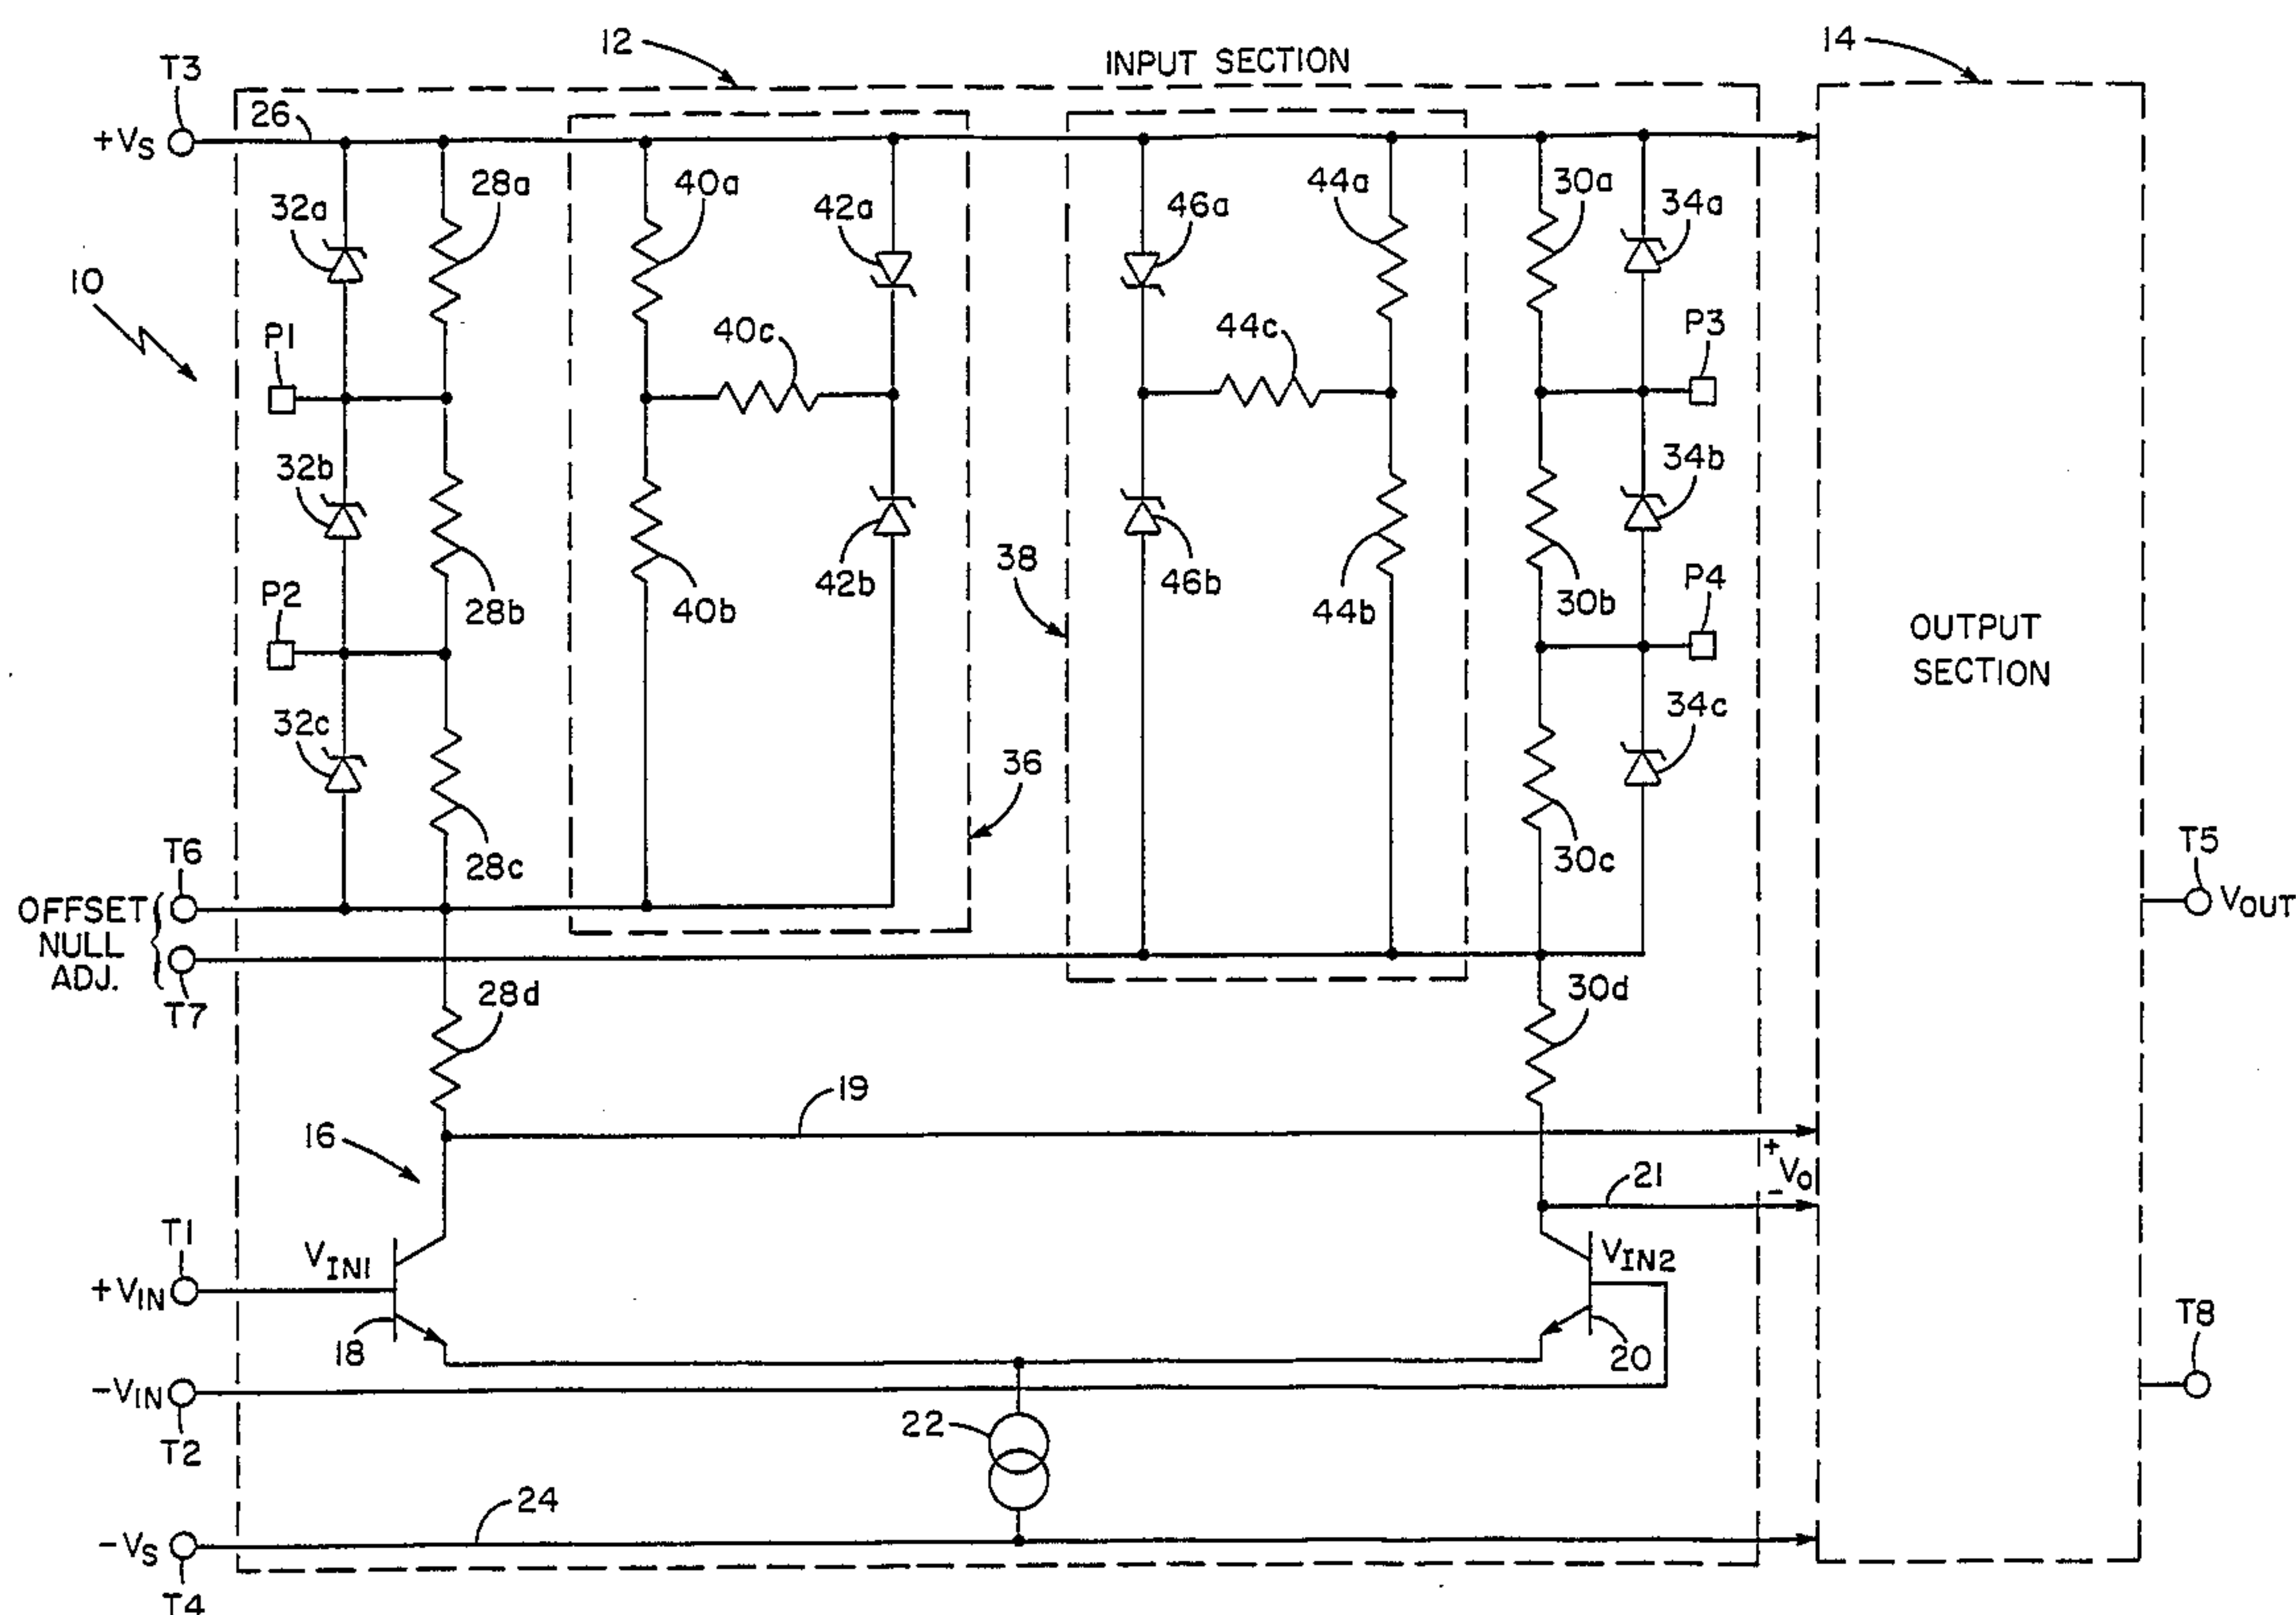 12
INPUT SECTION
14
T3
+VS
26
32a
28a
40a
42a
46a
44a
30a
34a
10
P1
40c
44c
P3
32b
28b
40b
42b
38
46b
44b
30b
34b
P2
P4
OUTPUT
SECTION
32c
28c
36
30c
34c
T6
OFFSET
NULL
ADJ.
T7
T5
VOUT
28d
30d
19
16
+
VO
-
21
T1
+VIN
VIN1
18
VIN2
20
T8
-VIN
T2
22
24
-VS
T4